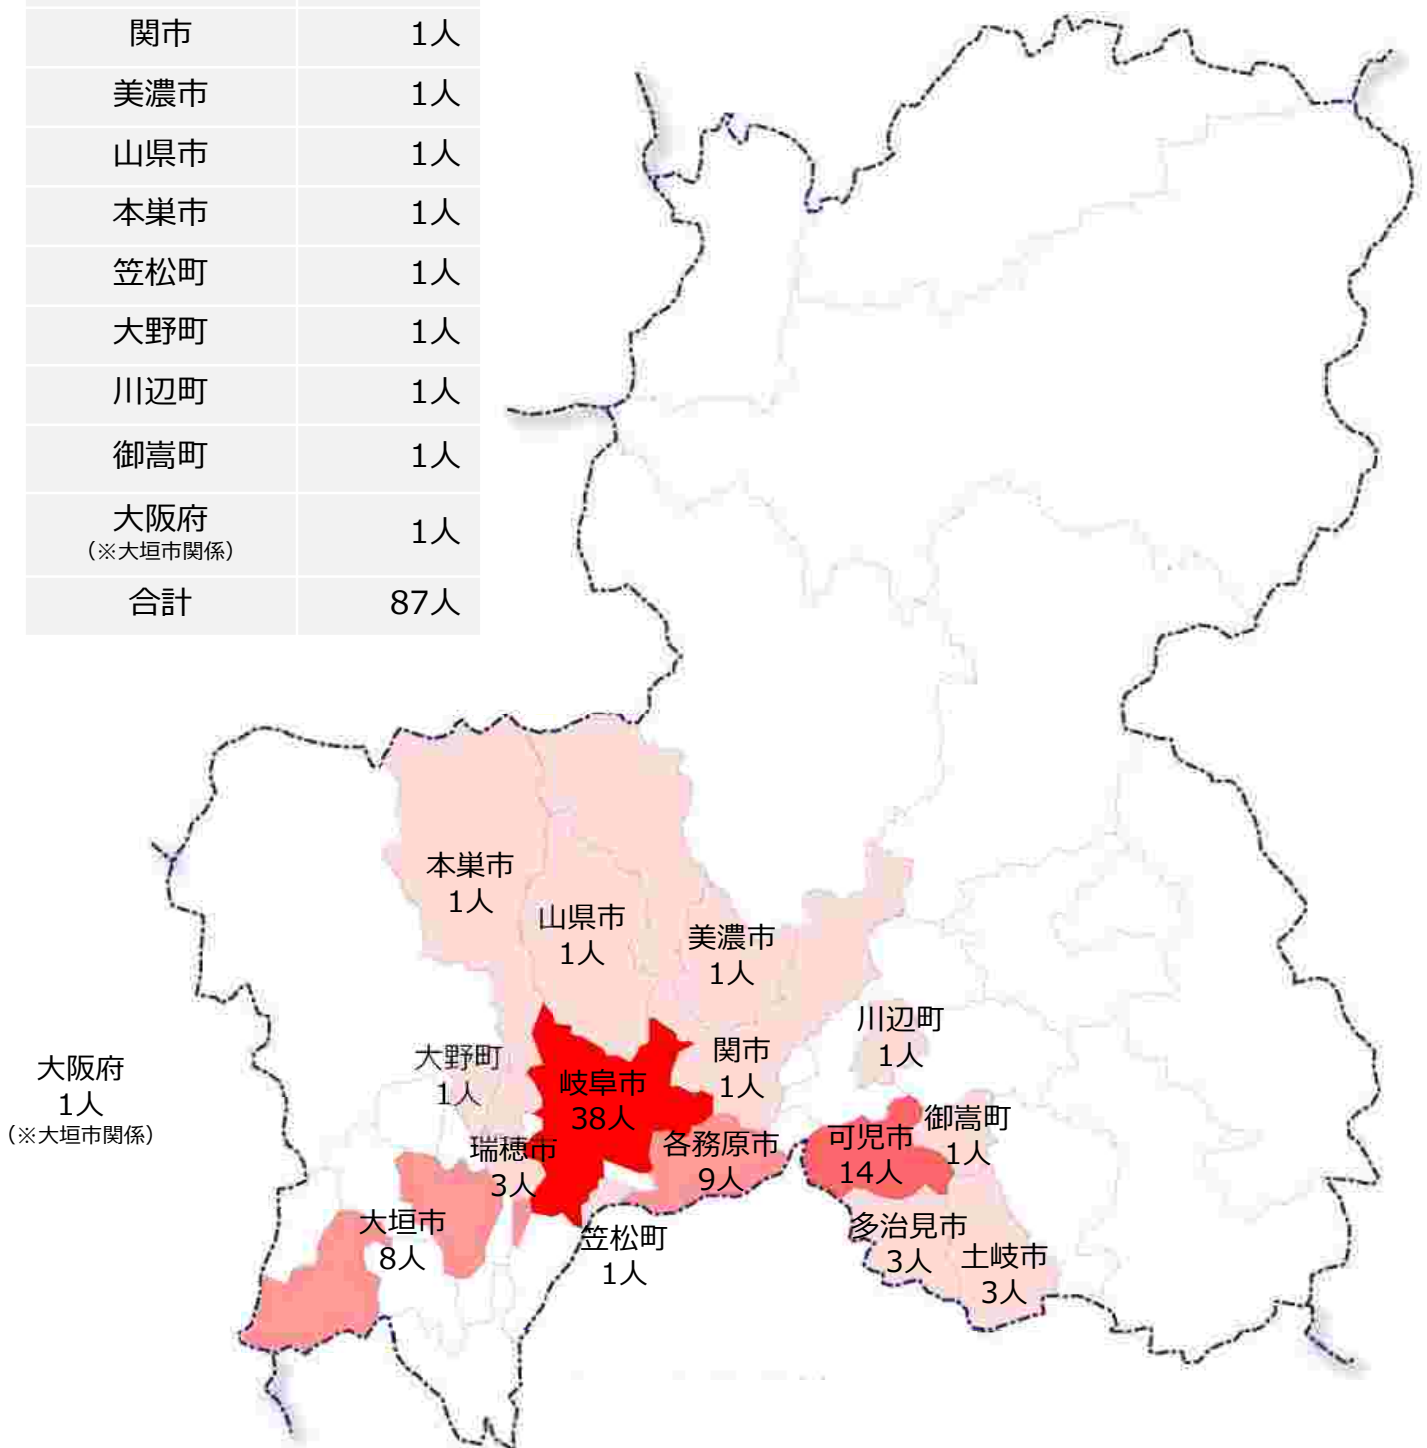 関市 1人
美濃市 1人
山県市 1人
本巣市 1人
笠松町 1人
大野町 1人
川辺町 1人
御嵩町 1人
大阪府 1人
（※大垣市関係）
合計 87人
本巣市
1人
山県市
1人
美濃市
1人
川辺町
1人
関市
1人
大野町
1人
大阪府
1人
（※大垣市関係）
岐阜市
38人
御嵩町
1人
可児市
14人
各務原市
9人
瑞穂市
3人
大垣市
8人
笠松町
1人
多治見市
3人
土岐市
3人